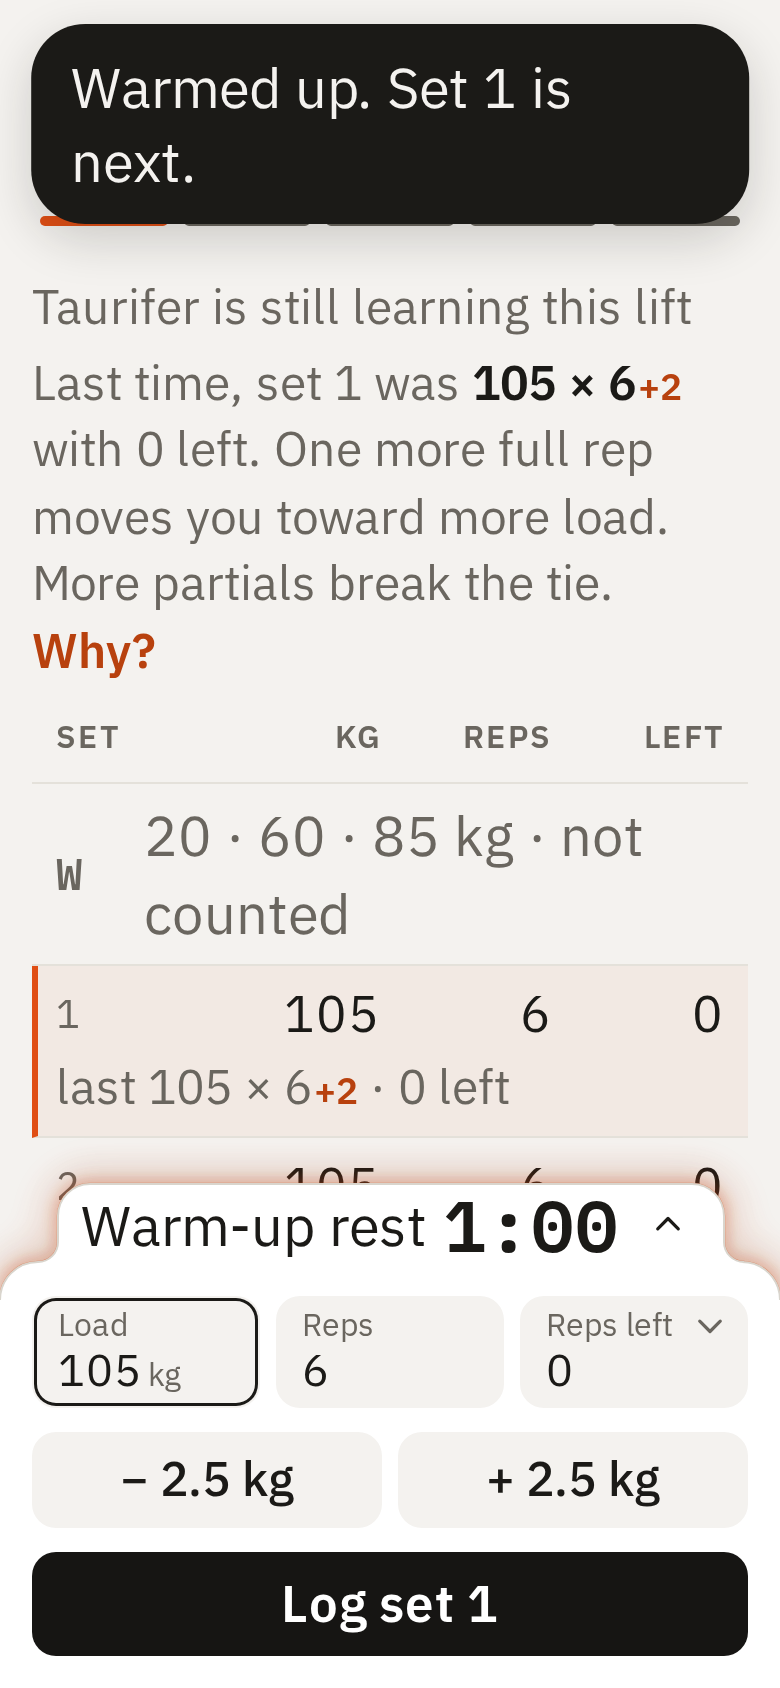 Warmed up. Set 1 is
next.
Taurifer is still learning this lift
Last time, set 1 was 105 × 6+2
with 0 left. One more full rep
moves you toward more load.
More partials break the tie.
Why?
SET KG REPS LEFT
W 20 · 60 · 85 kg · not
counted
1 105 6 0
last 105 × 6+2 · 0 left
2 105 6 0
Warm-up rest 1:00
Load Reps Reps left
105 kg 6 0
− 2.5 kg + 2.5 kg
Log set 1